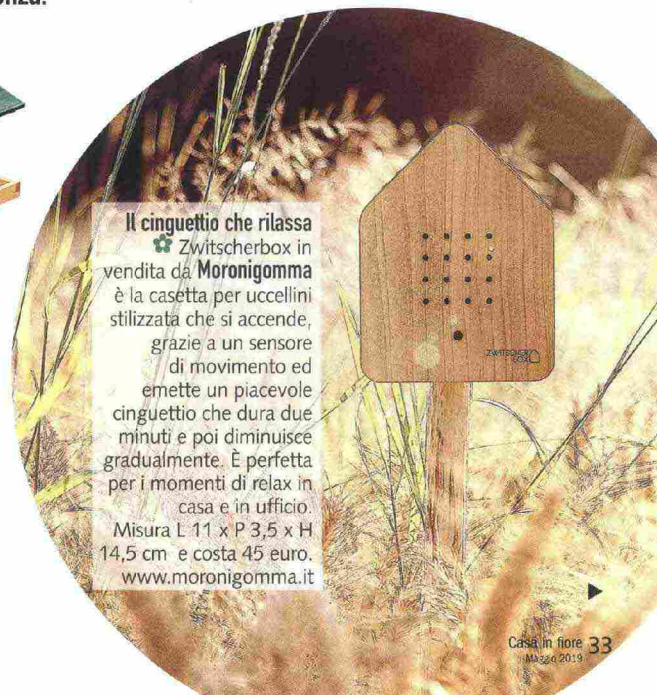 Il cinguettio che rilassa
Zwitscherbox in
vendita da Moronigomma
è la casetta per uccellini
stilizzata che si accende,
grazie a un sensore
di movimento ed
emette un piacevole
cinguettio che dura due
minuti e poi diminuisce
gradualmente. È perfetta
per i momenti di relax in
casa e in ufficio.
Misura L 11 x P 3,5 x H
14,5 cm e costa 45 euro.
www.moronigomma.it
ZWITSCHER
BOX
Casa in fiore 33
Maggio 2019